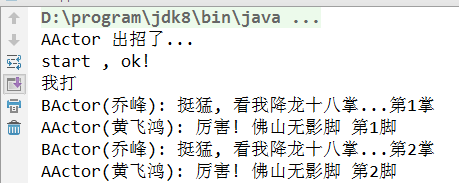 D:\program\jdk8\bin\java ...
AActor 出招了...
start , ok!
我打
BActor(乔峰): 挺猛, 看我降龙十八掌...第1掌
AActor(黄飞鸿): 厉害! 佛山无影脚 第1脚
BActor(乔峰): 挺猛, 看我降龙十八掌...第2掌
AActor(黄飞鸿): 厉害! 佛山无影脚 第2脚